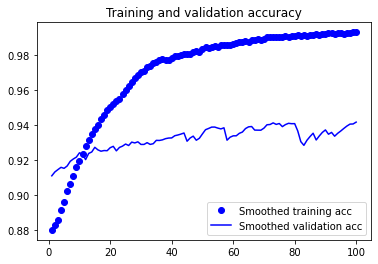 Training and validation accuracy
0.98
0.96
0.94
0.92
0.90
0.88
0 20 40 60 80 100
Smoothed training acc
Smoothed validation acc